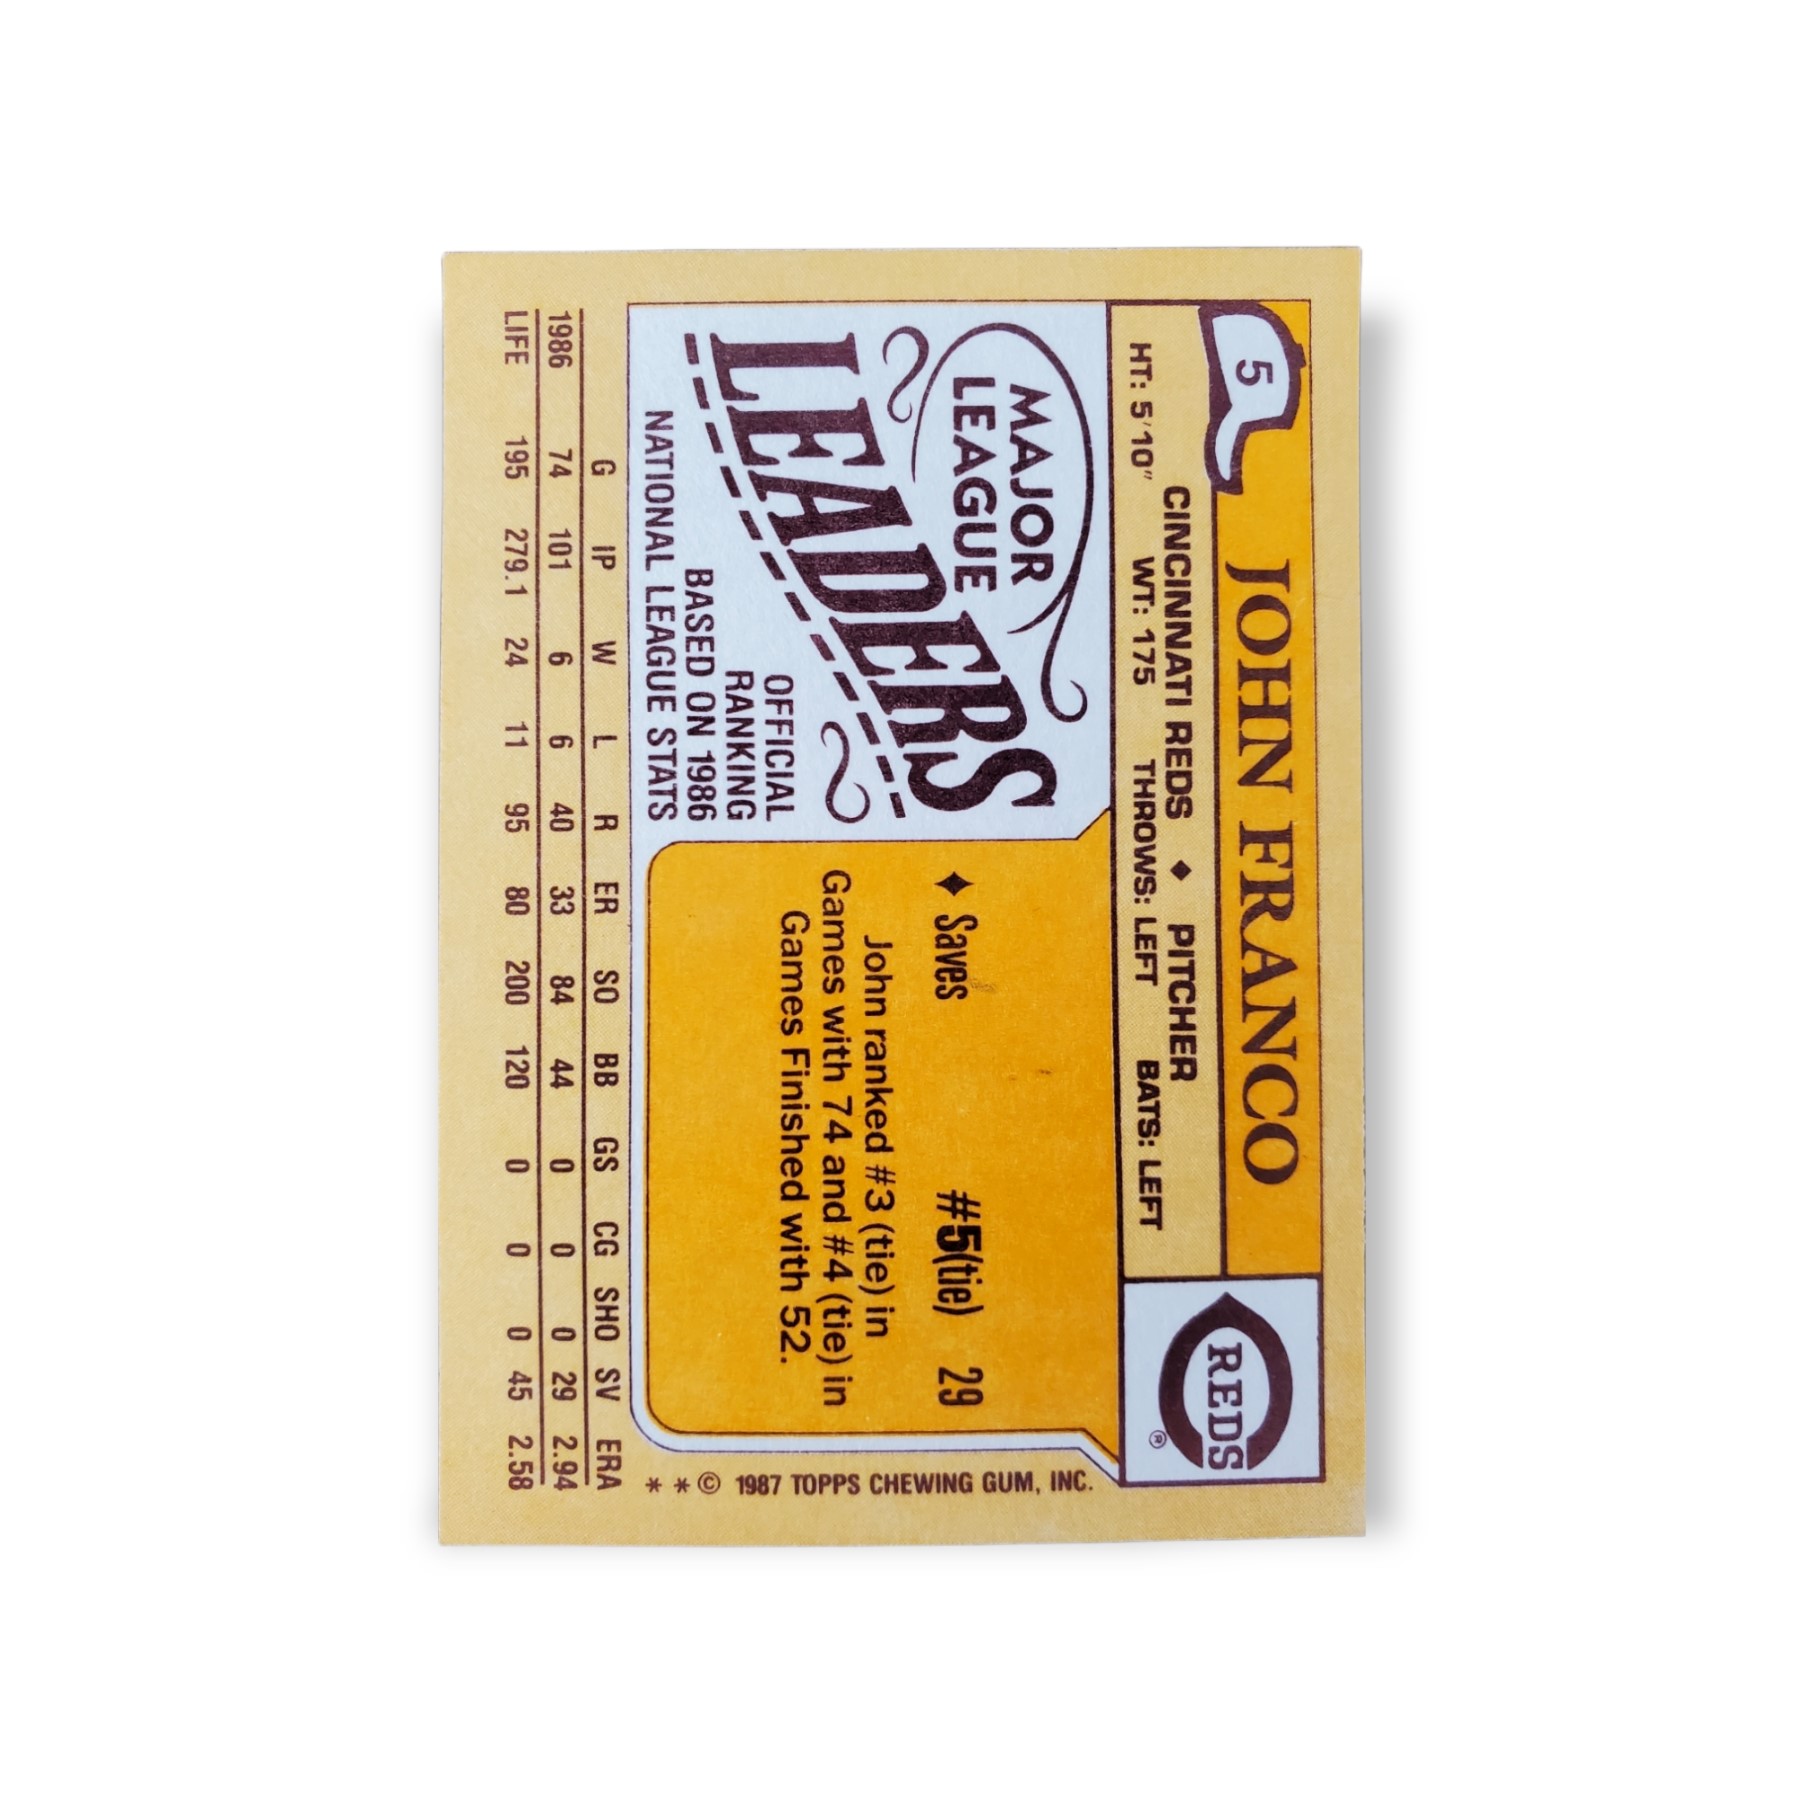 5
JOHN FRANCO
CINCINNATI REDS ♦ PITCHER
HT: 5'10" WT: 175 THROWS: LEFT BATS: LEFT
REDS
®
MAJOR
LEAGUE
LEADERS
OFFICIAL
RANKING
BASED ON 1986
NATIONAL LEAGUE STATS
♦ Saves #5(tie) 29
John ranked #3 (tie) in
Games with 74 and #4 (tie) in
Games Finished with 52.
* * © 1987 TOPPS CHEWING GUM, INC.
G IP W L R ER SO BB GS CG SHO SV ERA
1986 74 101 6 6 40 33 84 44 0 0 0 29 2.94
LIFE 195 279.1 24 11 95 80 200 120 0 0 0 45 2.58